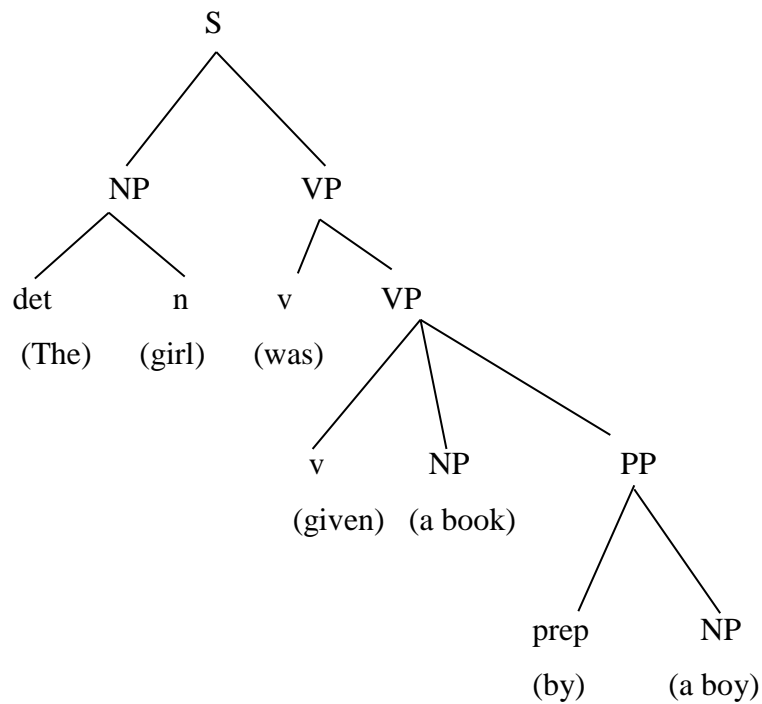 S
NP VP
det n v VP
(The) (girl) (was)
v NP PP
(given) (a book)
prep NP
(by) (a boy)